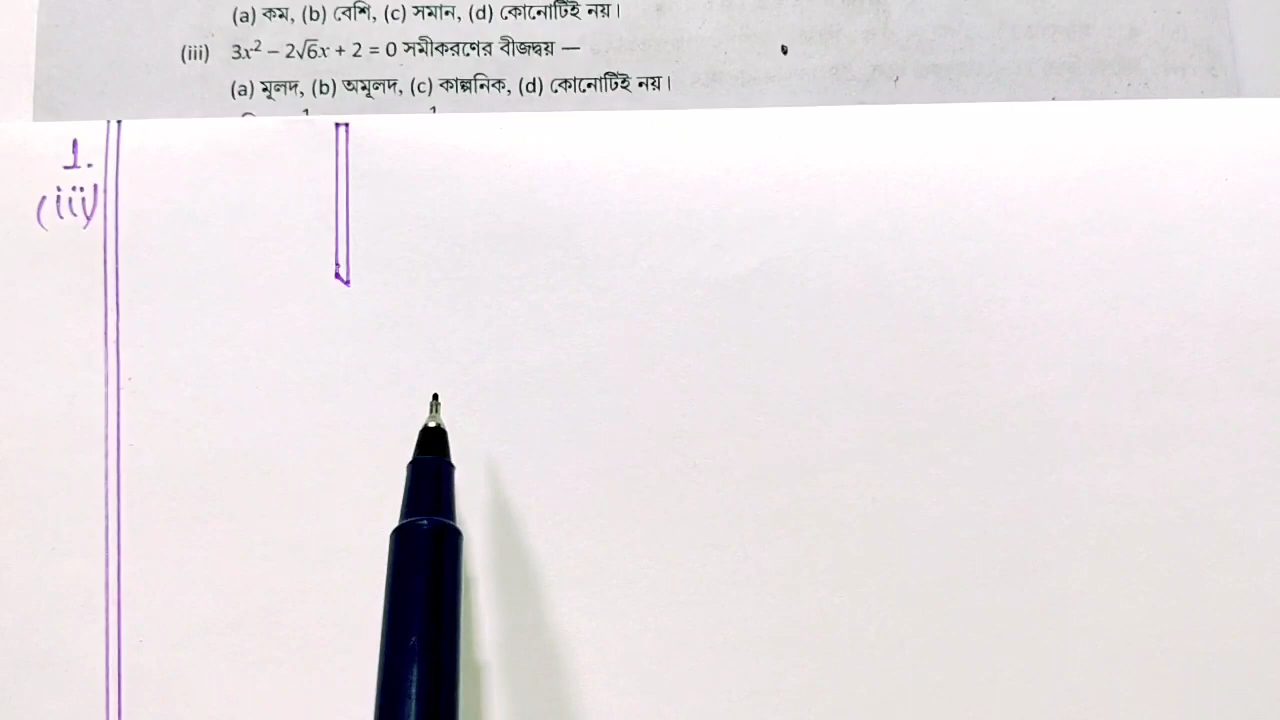 (a) কম, (b) বেশি, (c) সমান, (d) কোনোটিই নয়।
(iii) 3x² − 2√6x + 2 = 0 সমীকরণের বীজদ্বয় —
(a) মূলদ, (b) অমূলদ, (c) কাল্পনিক, (d) কোনোটিই নয়।
1.
(iii)